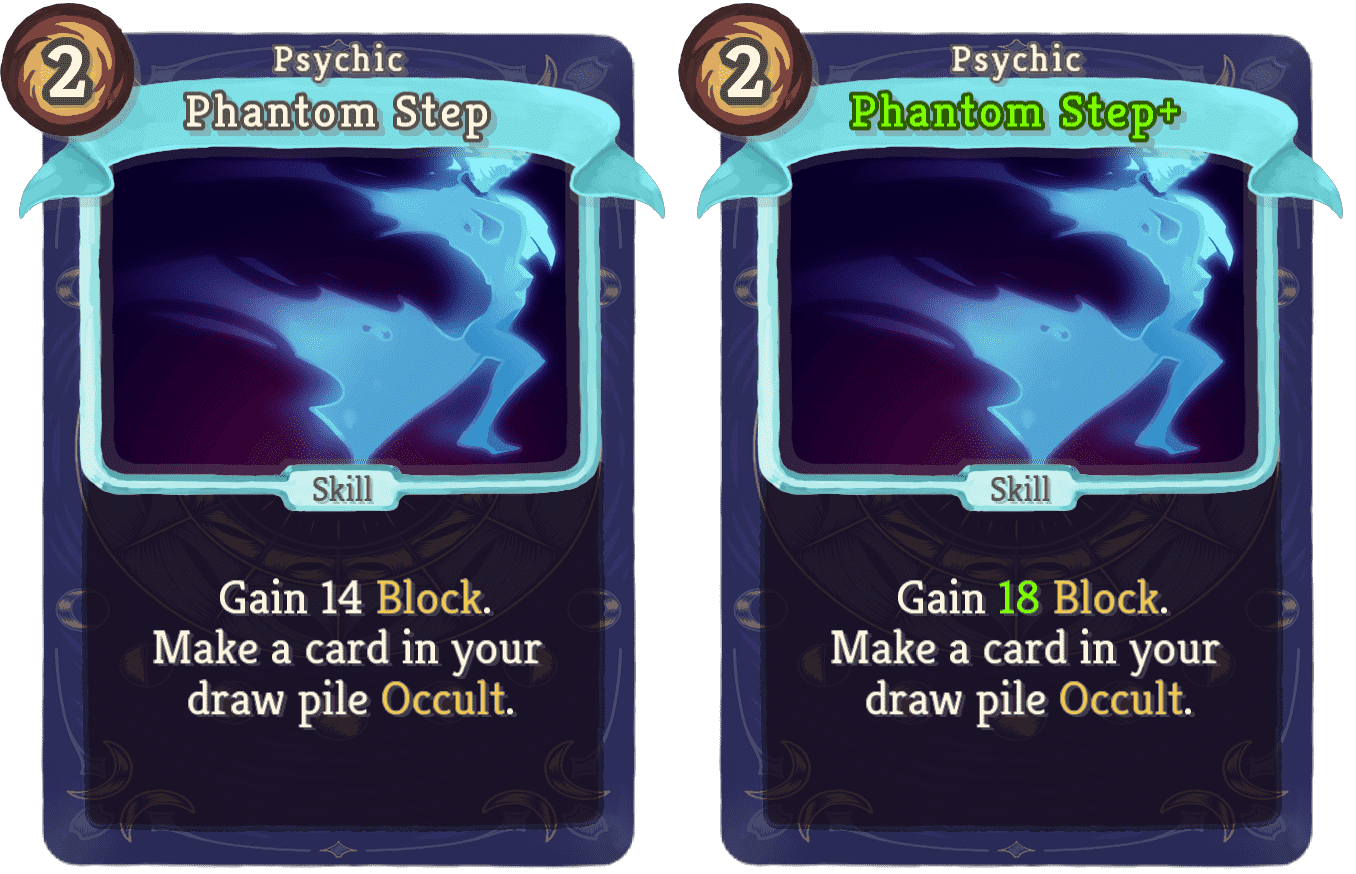 2
Psychic
Phantom Step
Skill
Gain 14 Block.
Make a card in your
draw pile Occult.
2
Psychic
Phantom Step+
Skill
Gain 18 Block.
Make a card in your
draw pile Occult.